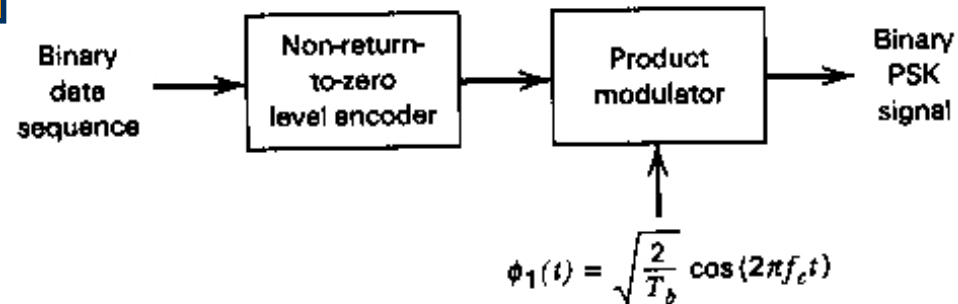 Binary
data
sequence
Non-return-
to-zero
level encoder
Product
modulator
Binary
PSK
signal
ϕ₁(t) = √(2/T_b) cos(2πf_c t)